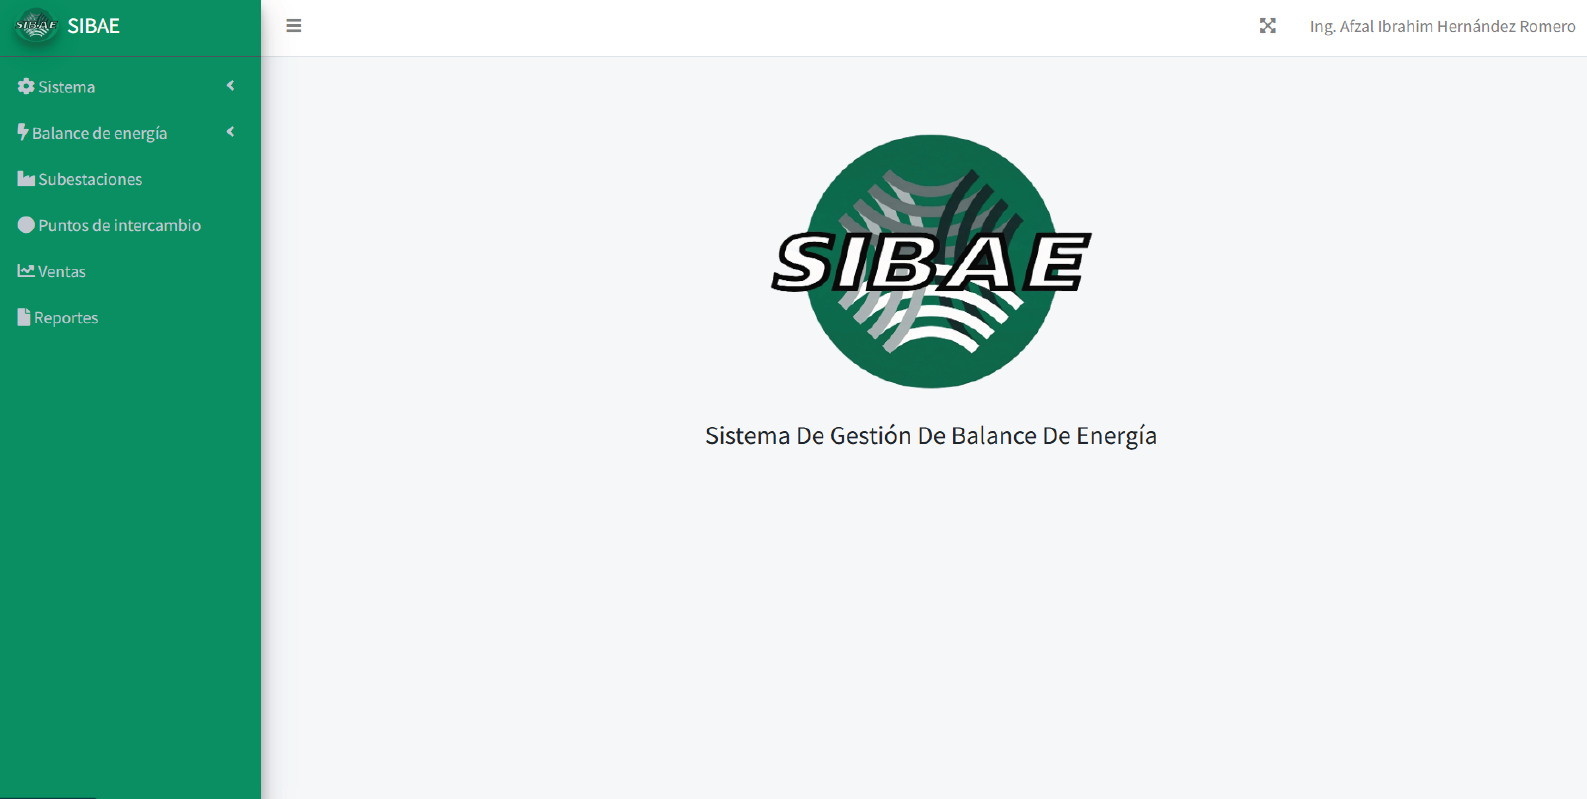 SIBAE
SIBAE
Ing. Afzal Ibrahim Hernández Romero
Sistema
Balance de energía
Subestaciones
Puntos de intercambio
Ventas
Reportes
SIBAE
Sistema De Gestión De Balance De Energía